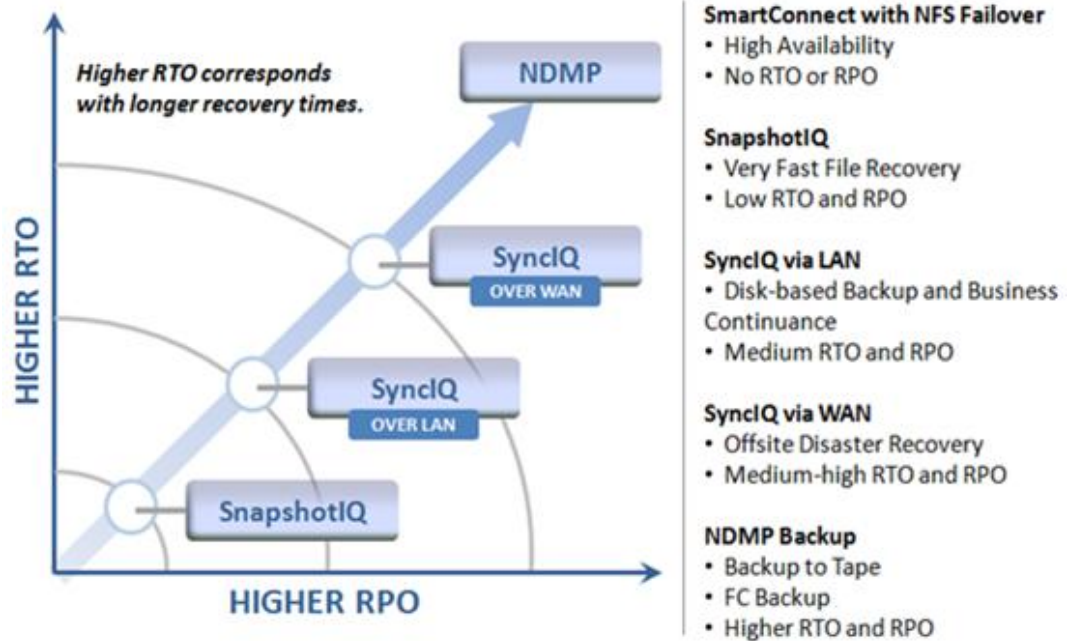 Higher RTO corresponds
with longer recovery times.
NDMP
SyncIQ
OVER WAN
SyncIQ
OVER LAN
SnapshotIQ
HIGHER RTO
HIGHER RPO
SmartConnect with NFS Failover
• High Availability
• No RTO or RPO
SnapshotIQ
• Very Fast File Recovery
• Low RTO and RPO
SyncIQ via LAN
• Disk-based Backup and Business
Continuance
• Medium RTO and RPO
SyncIQ via WAN
• Offsite Disaster Recovery
• Medium-high RTO and RPO
NDMP Backup
• Backup to Tape
• FC Backup
• Higher RTO and RPO